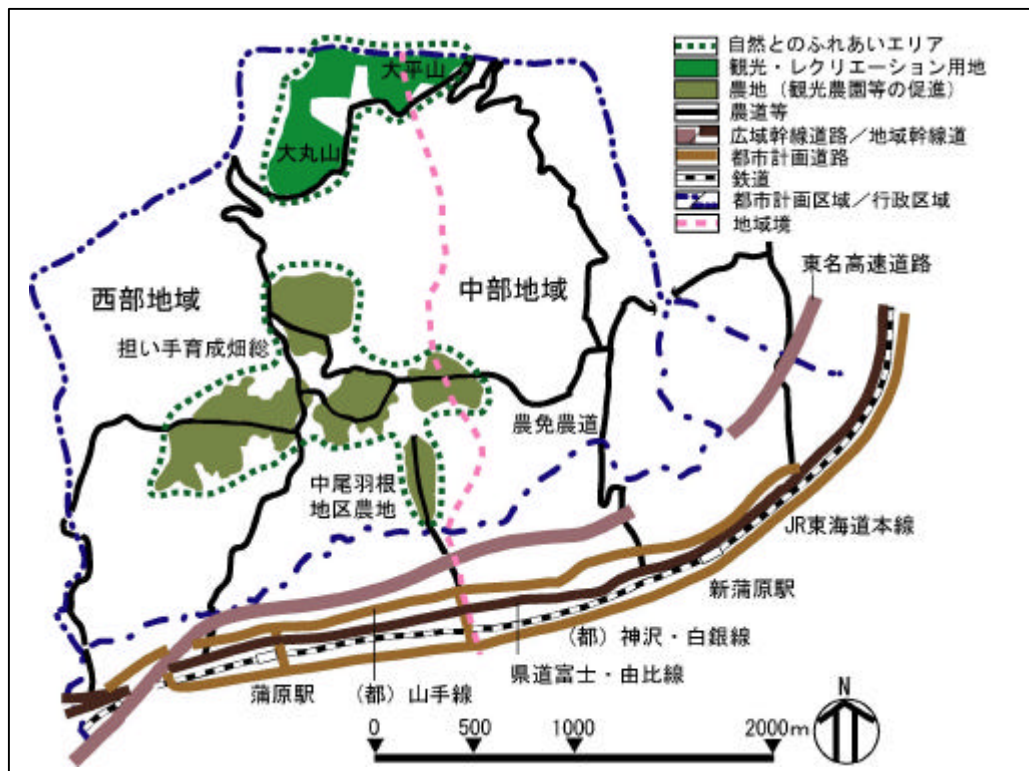 自然とのふれあいエリア
観光・レクリエーション用地
農地（観光農園等の促進）
農道等
広域幹線道路／地域幹線道
都市計画道路
鉄道
都市計画区域／行政区域
地域境
大平山
大丸山
東名高速道路
西部地域
中部地域
担い手育成畑総
農免農道
中尾羽根
地区農地
JR東海道本線
新蒲原駅
（都）神沢・白銀線
県道富士・由比線
蒲原駅
（都）山手線
N
0
500
1000
2000m